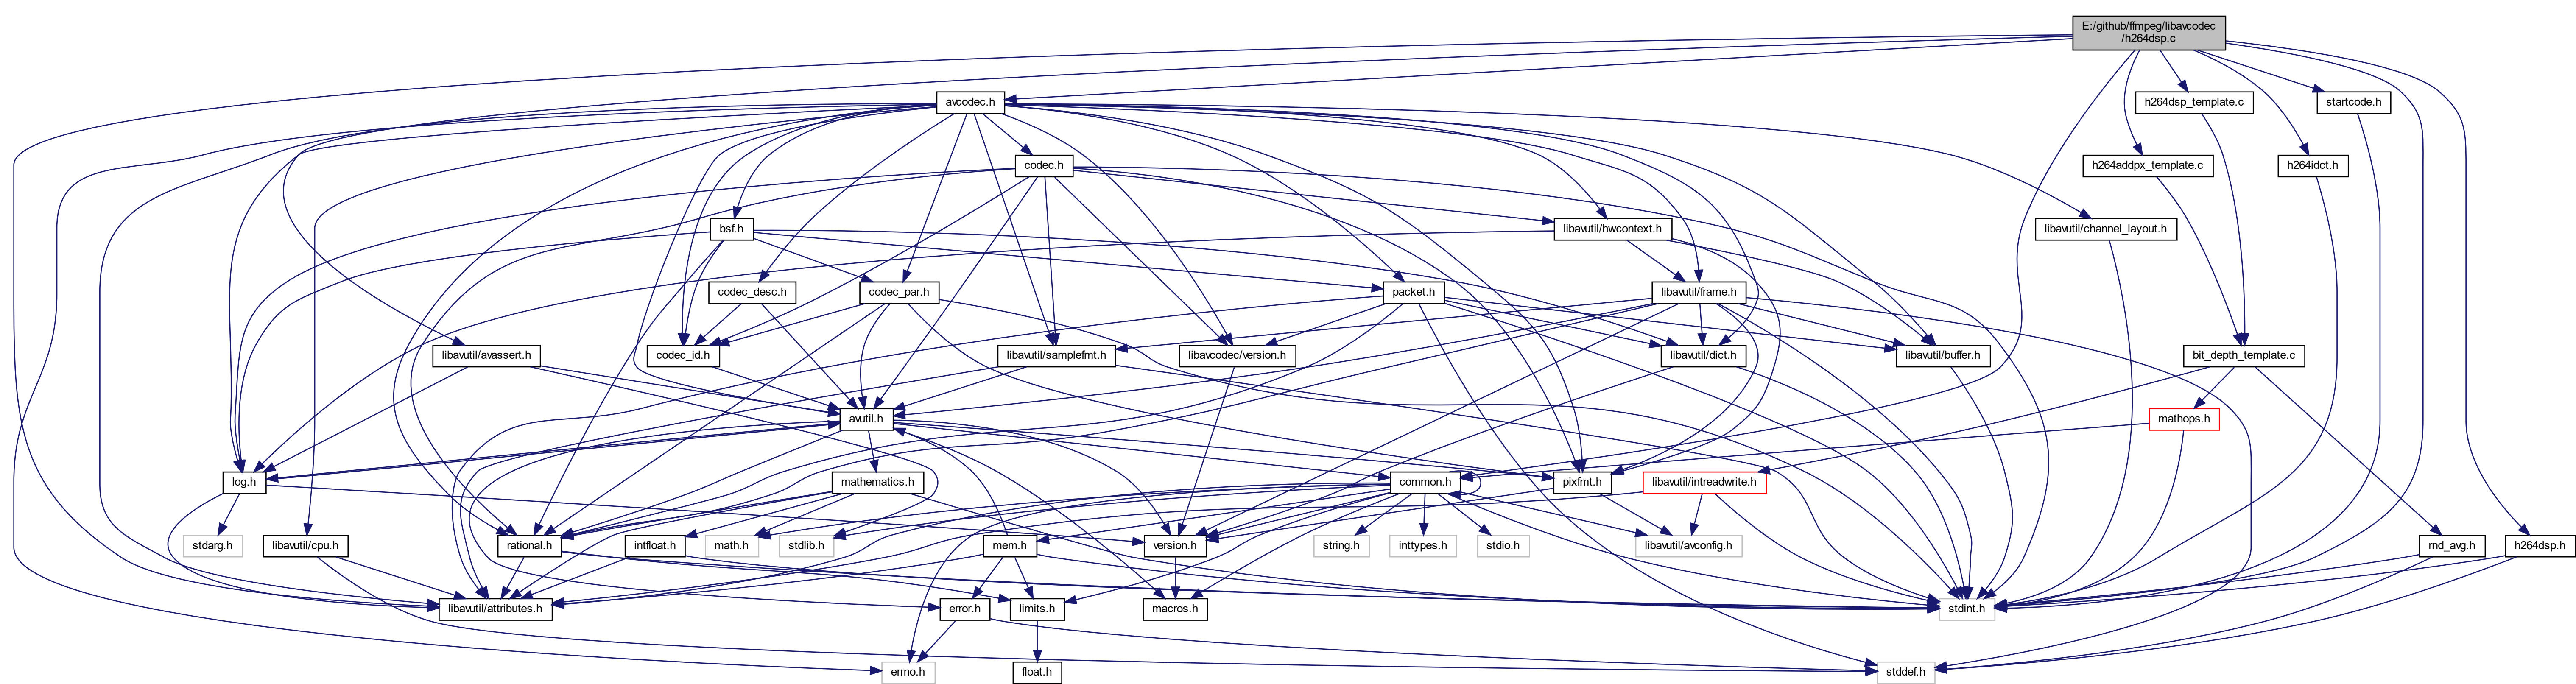 E:/github/ffmpeg/libavcodec
/h264dsp.c
avcodec.h
h264dsp_template.c
startcode.h
codec.h
h264addpx_template.c
h264idct.h
bsf.h
libavutil/hwcontext.h
libavutil/channel_layout.h
codec_desc.h
codec_par.h
packet.h
libavutil/frame.h
libavutil/avassert.h
codec_id.h
libavutil/samplefmt.h
libavcodec/version.h
libavutil/dict.h
libavutil/buffer.h
bit_depth_template.c
avutil.h
mathops.h
log.h
mathematics.h
common.h
pixfmt.h
libavutil/intreadwrite.h
stdarg.h
libavutil/cpu.h
rational.h
intfloat.h
math.h
stdlib.h
mem.h
version.h
string.h
inttypes.h
stdio.h
libavutil/avconfig.h
rnd_avg.h
h264dsp.h
libavutil/attributes.h
error.h
limits.h
macros.h
stdint.h
errno.h
float.h
stddef.h